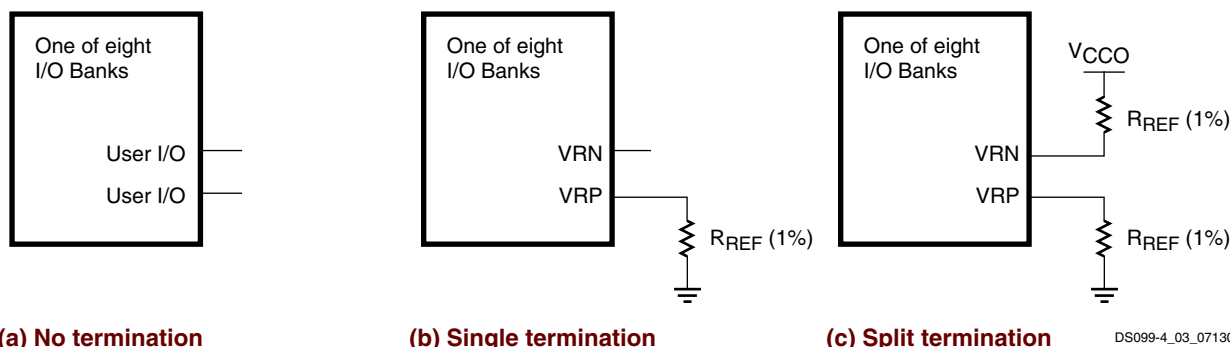 One of eight
I/O Banks
User I/O
User I/O
(a) No termination
One of eight
I/O Banks
VRN
VRP
RREF (1%)
(b) Single termination
One of eight
I/O Banks
VCCO
RREF (1%)
VRN
VRP
RREF (1%)
(c) Split termination